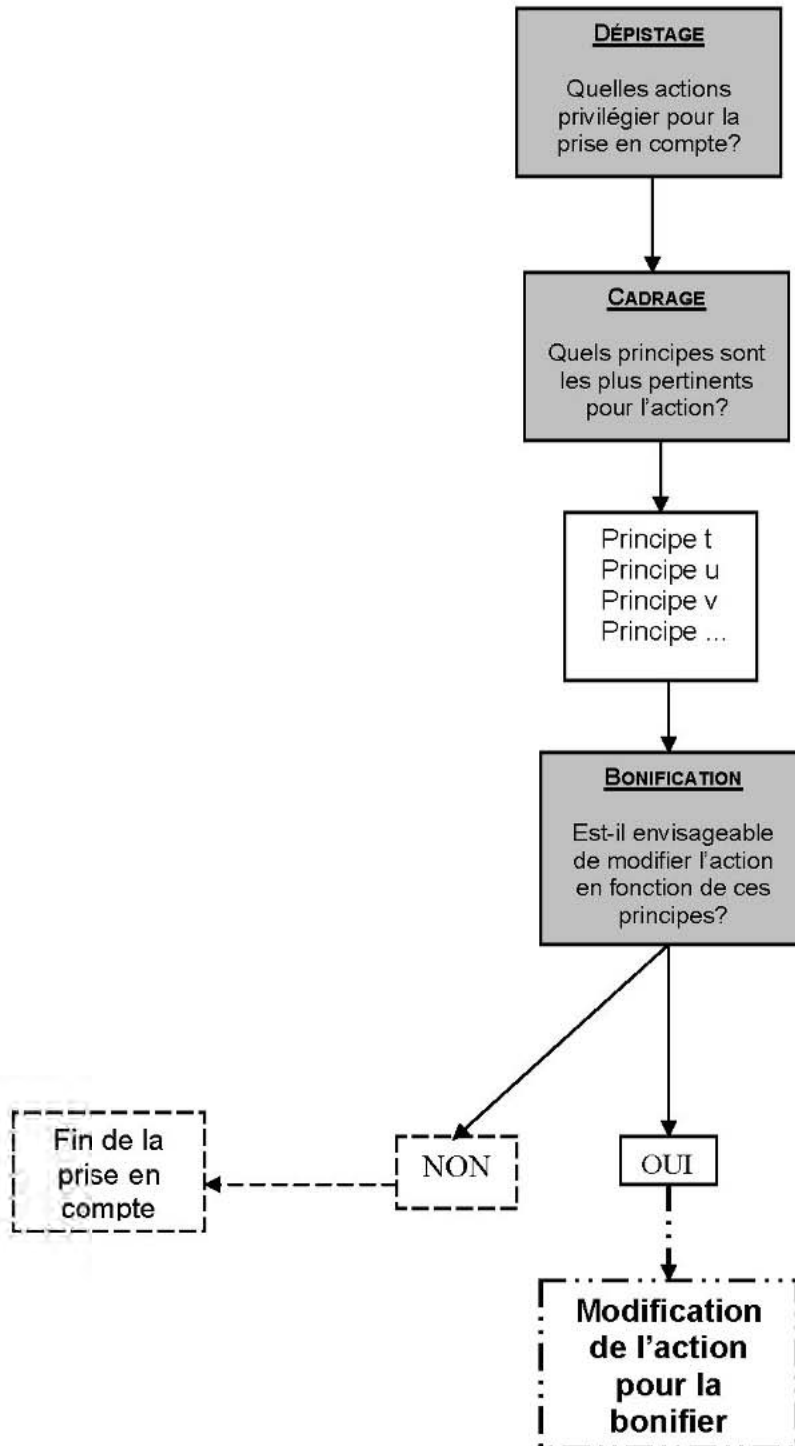 DÉPISTAGE
Quelles actions
privilégier pour la
prise en compte?
CADRAGE
Quels principes sont
les plus pertinents
pour l'action?
Principe t
Principe u
Principe v
Principe ...
BONIFICATION
Est-il envisageable
de modifier l'action
en fonction de ces
principes?
Fin de la
prise en
compte
NON
OUI
Modification
de l'action
pour la
bonifier